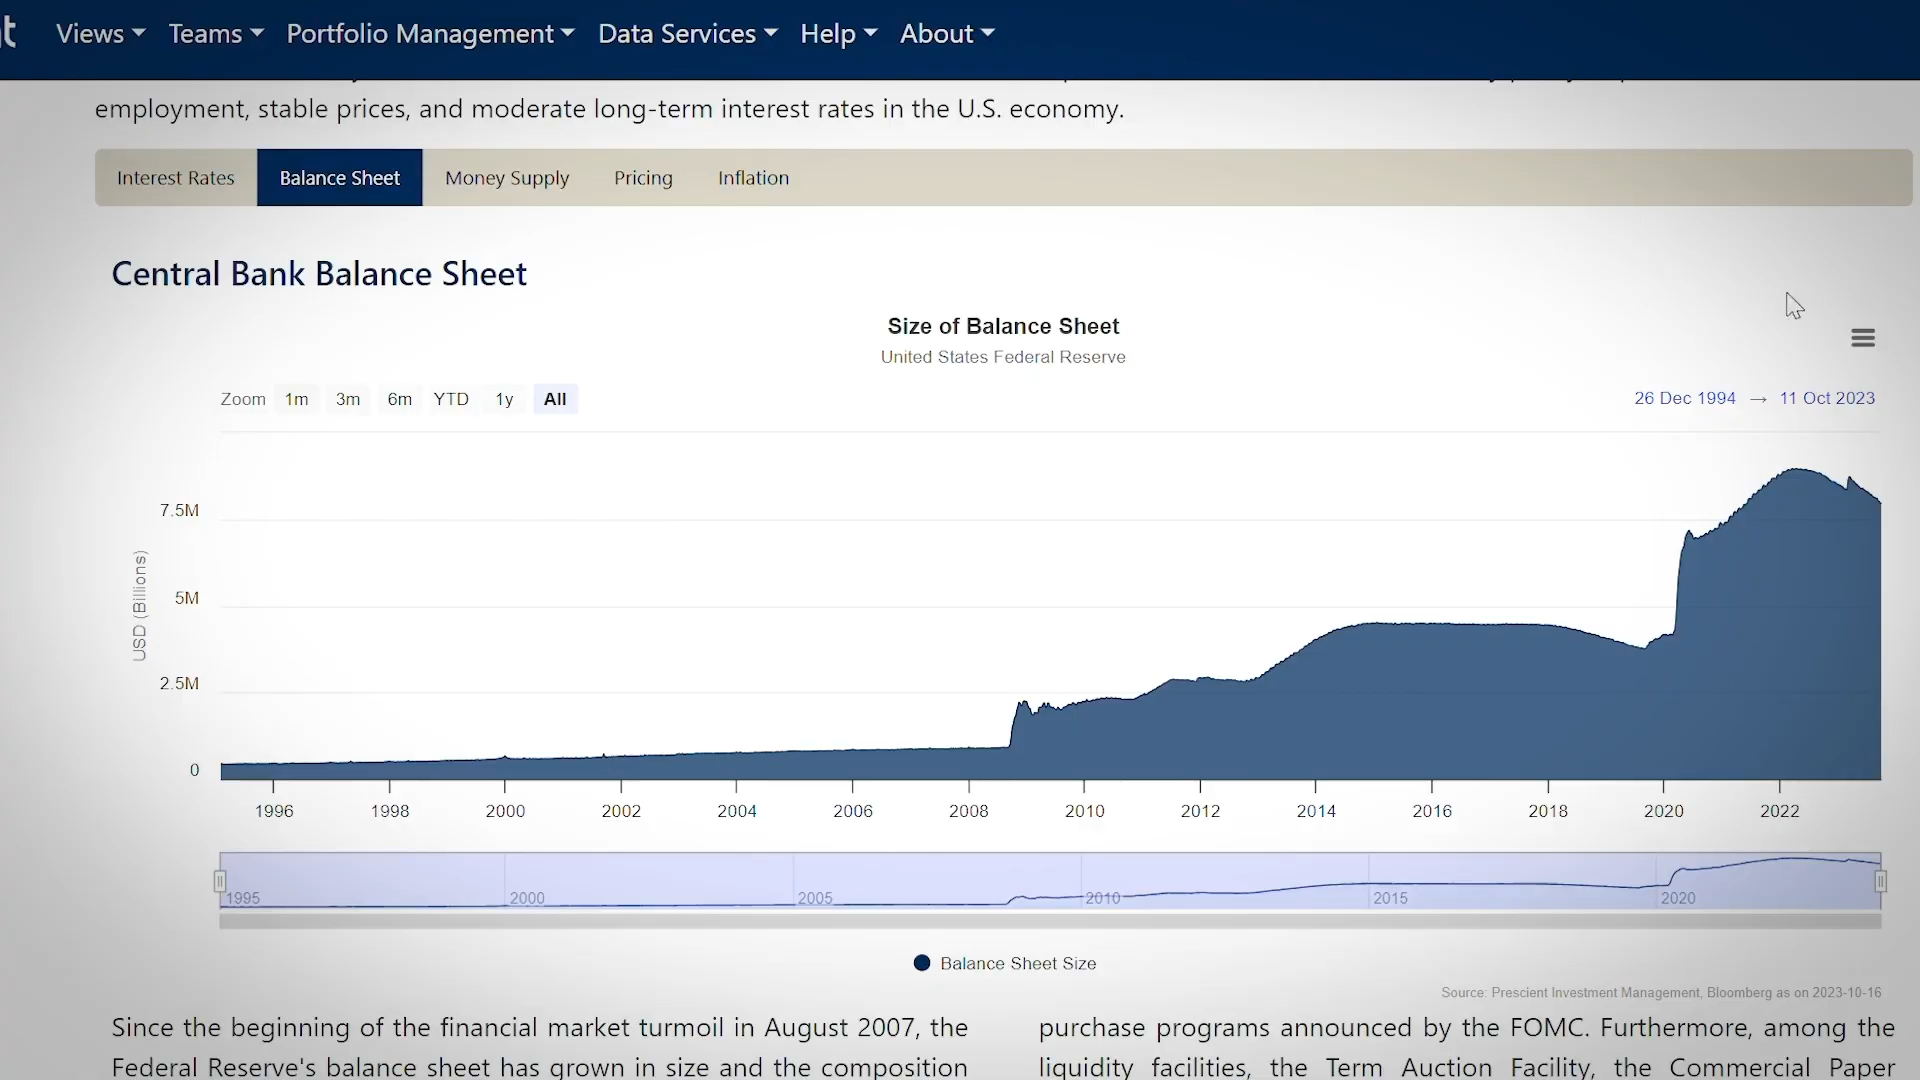 t Views Teams Portfolio Management Data Services Help About
employment, stable prices, and moderate long-term interest rates in the U.S. economy.
Interest Rates Balance Sheet Money Supply Pricing Inflation
Central Bank Balance Sheet
Size of Balance Sheet
United States Federal Reserve
Zoom 1m 3m 6m YTD 1y All 26 Dec 1994 → 11 Oct 2023
USD (Billions)
7.5M
5M
2.5M
0
1996 1998 2000 2002 2004 2006 2008 2010 2012 2014 2016 2018 2020 2022
1995 2000 2005 2010 2015 2020
Balance Sheet Size
Source: Prescient Investment Management, Bloomberg as on 2023-10-16
Since the beginning of the financial market turmoil in August 2007, the
Federal Reserve's balance sheet has grown in size and the composition
purchase programs announced by the FOMC. Furthermore, among the
liquidity facilities, the Term Auction Facility, the Commercial Paper